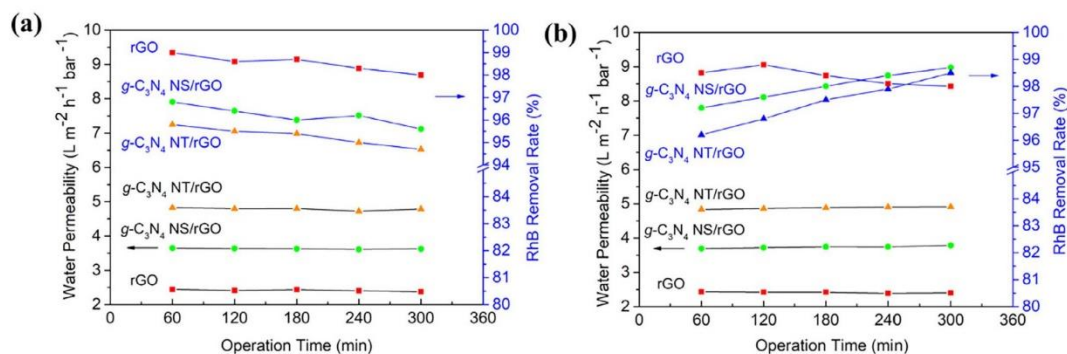 (a)
Water Permeability (L m⁻² h⁻¹ bar⁻¹)
10
9
8
7
6
5
4
3
2
rGO
g-C₃N₄ NS/rGO
g-C₃N₄ NT/rGO
g-C₃N₄ NT/rGO
g-C₃N₄ NS/rGO
rGO
100
99
98
97
96
95
94
84
83
82
81
80
RhB Removal Rate (%)
0 60 120 180 240 300 360
Operation Time (min)
(b)
Water Permeability (L m⁻² h⁻¹ bar⁻¹)
10
9
8
7
6
5
4
3
2
rGO
g-C₃N₄ NS/rGO
g-C₃N₄ NT/rGO
g-C₃N₄ NT/rGO
g-C₃N₄ NS/rGO
rGO
100
99
98
97
96
95
84
83
82
81
80
RhB Removal Rate (%)
0 60 120 180 240 300 360
Operation Time (min)